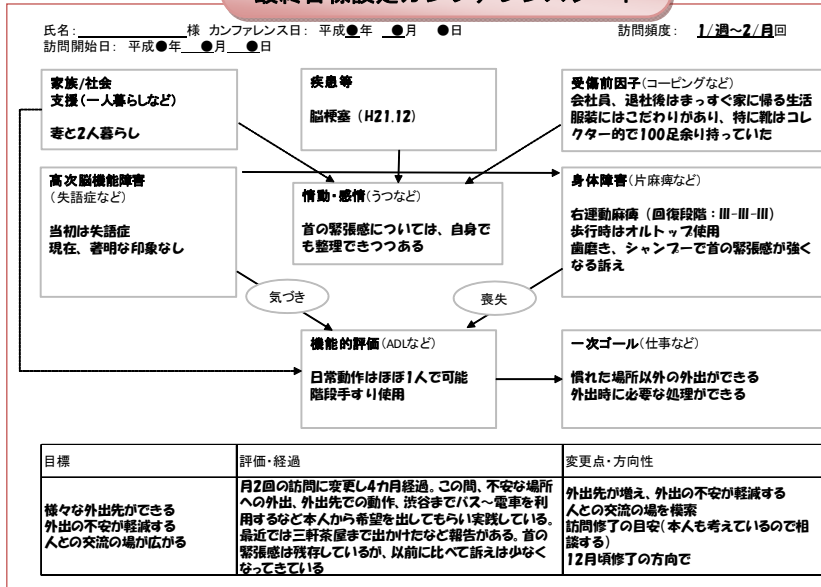 氏名: 様 カンファレンス日: 平成●年 ●月 ●日 訪問頻度: 1/週~2/月回
訪問開始日: 平成●年 ●月 ●日
家族/社会
支援(一人暮らしなど)
妻と2人暮らし
疾患等
脳梗塞(H21.12)
受傷前因子(コーピングなど)
会社員、退社後はまっすぐ家に帰る生活
服装にはこだわりがあり、特に靴はコレ
クター的で100足余り持っていた
高次脳機能障害
(失語症など)
当初は失語症
現在、著明な印象なし
情動・感情(うつなど)
首の緊張感については、自身で
も整理できつつある
身体障害(片麻痺など)
右運動麻痺(回復段階:Ⅲ-Ⅲ-Ⅲ)
歩行時はオルトップ使用
歯磨き、シャンプーで首の緊張感が強く
なる訴え
気づき
喪失
機能的評価(ADLなど)
日常動作はほぼ1人で可能
階段手すり使用
一次ゴール(仕事など)
慣れた場所以外の外出ができる
外出時に必要な処理ができる
目標
評価・経過
変更点・方向性
様々な外出先ができる
外出の不安が軽減する
人との交流の場が広がる
月2回の訪問に変更し4カ月経過。この間、不安な場所
への外出、外出先での動作、渋谷までバス~電車を利
用するなど本人から希望を出してもらい実践している。
最近では三軒茶屋まで出かけたなど報告がある。首の
緊張感は残存しているが、以前に比べて訴えは少なく
なってきている
外出先が増え、外出の不安が軽減する
人との交流の場を模索
訪問修了の目安(本人も考えているので相
談する)
12月頃修了の方向で